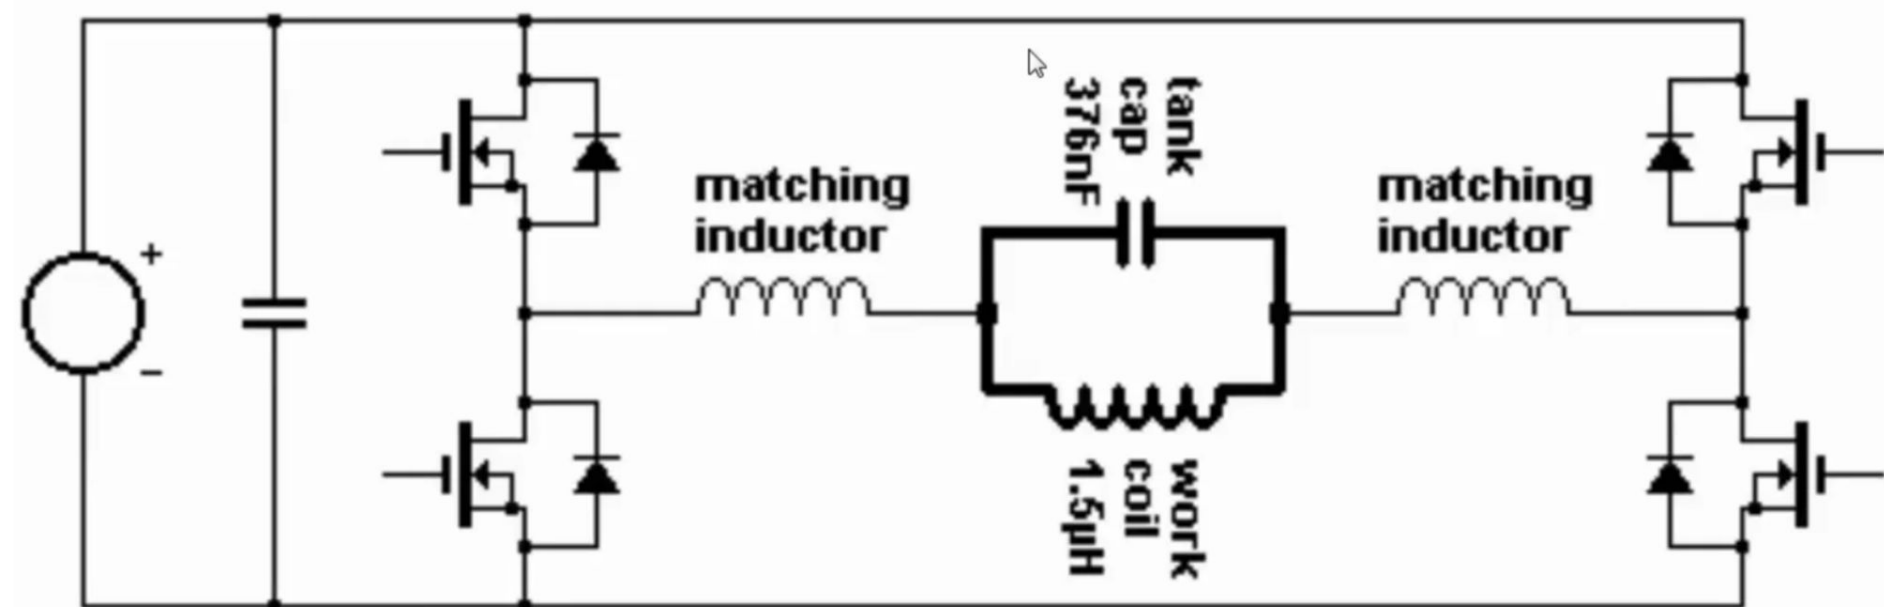 +
−
matching
inductor
tank
cap
376nF
matching
inductor
work
coil
1.5µH